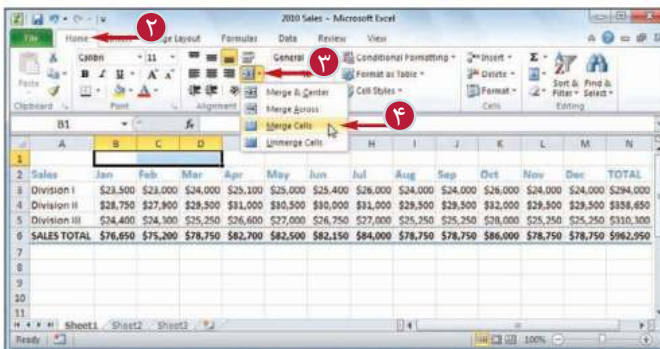 2010 Sales - Microsoft Excel
۲
File Home Layout Formulas Data Review View
Calibri 11 General Conditional Formatting Insert Σ
۳
Paste B I U A A Format as Table Delete Sort & Filter Find & Select
A Cell Styles Format
Clipboard Font Alignment Cells Editing
Merge & Center
Merge Across
Merge Cells
۴
Unmerge Cells
B1 fx
A B C D H I J K L M N
1
2 Sales Jan Feb Mar Apr May Jun Jul Aug Sep Oct Nov Dec TOTAL
3 Division I $23,500 $23,000 $24,000 $25,100 $25,000 $25,400 $26,000 $24,000 $24,000 $26,000 $24,000 $24,000 $294,000
4 Division II $28,750 $27,900 $29,500 $31,000 $30,500 $30,000 $31,000 $29,500 $29,500 $32,000 $29,500 $29,500 $358,650
5 Division III $24,400 $24,300 $25,250 $26,600 $27,000 $26,750 $27,000 $25,250 $25,250 $28,000 $25,250 $25,250 $310,300
6 SALES TOTAL $76,650 $75,200 $78,750 $82,700 $82,500 $82,150 $84,000 $78,750 $78,750 $86,000 $78,750 $78,750 $962,950
7
8
9
10
11
Sheet1 Sheet2 Sheet3
Ready 100%